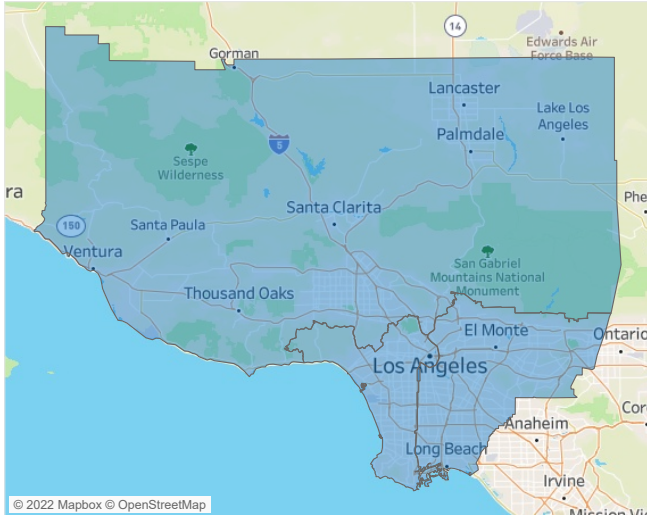 14
Edwards Air
Force Base
Gorman
Lancaster
Lake Los
Angeles
Palmdale
5
Sespe
Wilderness
ra
Phe
Santa Clarita
150
Santa Paula
Ventura
San Gabriel
Mountains National
Monument
Thousand Oaks
El Monte
Ontario
Los Angeles
Cor
Anaheim
Long Beach
Irvine
Mission Vi
© 2022 Mapbox © OpenStreetMap